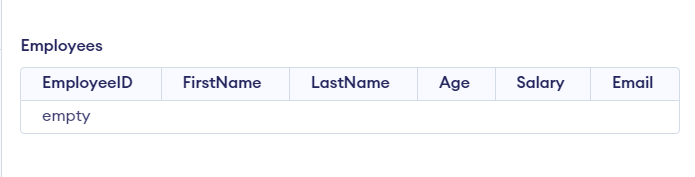 Employees
EmployeeID FirstName LastName Age Salary Email
empty